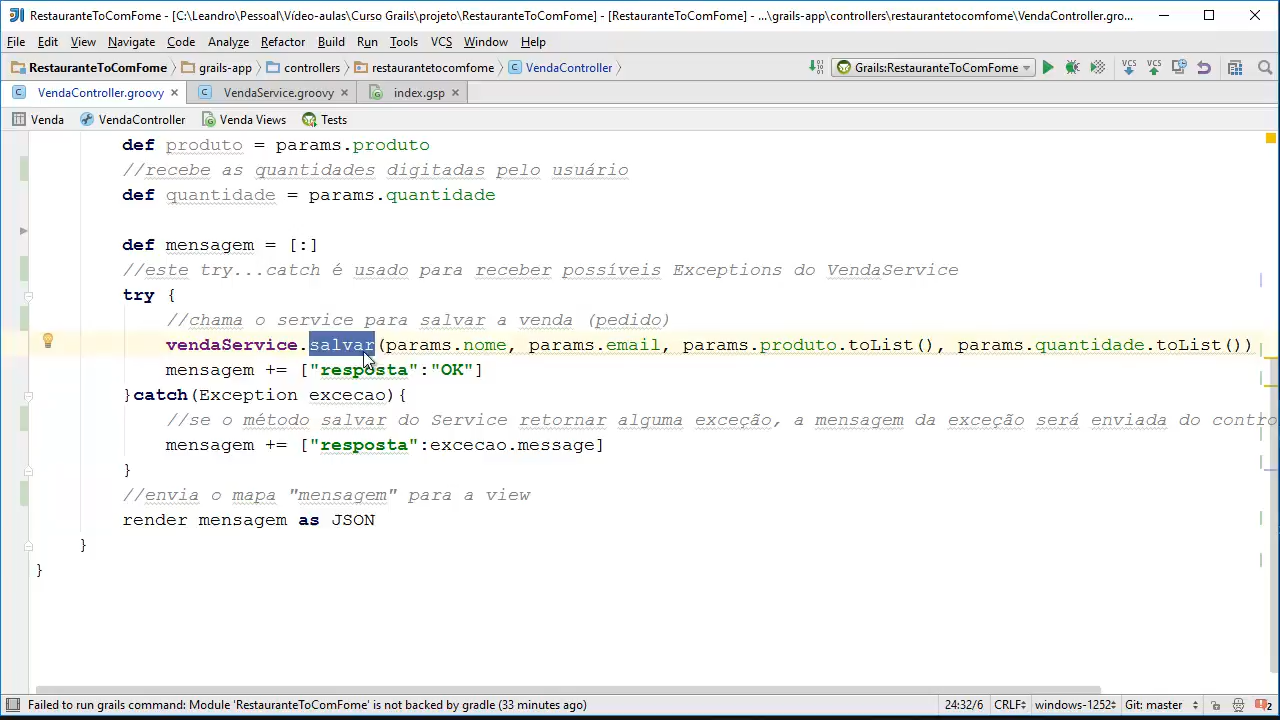 RestauranteToComFome - [C:\Leandro\Pessoal\Vídeo-aulas\Curso Grails\projeto\RestauranteToComFome] - [RestauranteToComFome] - ...\grails-app\controllers\restaurantetocomfome\VendaController.gro...
File Edit View Navigate Code Analyze Refactor Build Run Tools VCS Window Help
RestauranteToComFome grails-app controllers restaurantetocomfome VendaController Grails:RestauranteToComFome VCS VCS
VendaController.groovy VendaService.groovy index.gsp
Venda VendaController Venda Views Tests
def produto = params.produto
//recebe as quantidades digitadas pelo usuário
def quantidade = params.quantidade
def mensagem = [:]
//este try...catch é usado para receber possíveis Exceptions do VendaService
try {
//chama o service para salvar a venda (pedido)
vendaService.salvar(params.nome, params.email, params.produto.toList(), params.quantidade.toList())
mensagem += ["resposta":"OK"]
}catch(Exception excecao){
//se o método salvar do Service retornar alguma exceção, a mensagem da exceção será enviada do contro
mensagem += ["resposta":excecao.message]
}
//envia o mapa "mensagem" para a view
render mensagem as JSON
}
}
Failed to run grails command: Module 'RestauranteToComFome' is not backed by gradle (33 minutes ago) 24:32/6 CRLF windows-1252 Git: master 2